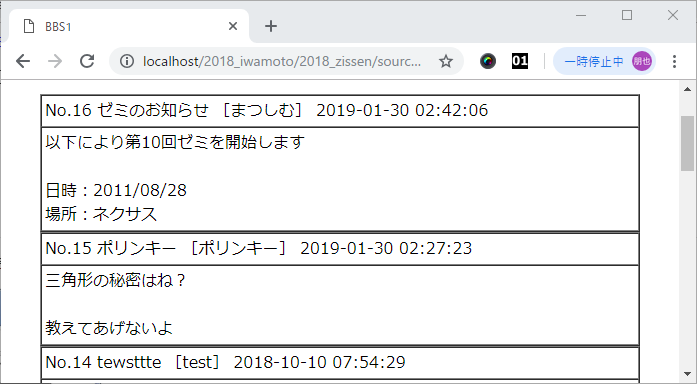 BBS1
localhost/2018_iwamoto/2018_zissen/sourc...
01
一時停止中
朋也
No.16 ゼミのお知らせ [まつしむ] 2019-01-30 02:42:06
以下により第10回ゼミを開始します
日時：2011/08/28
場所：ネクサス
No.15 ポリンキー [ポリンキー] 2019-01-30 02:27:23
三角形の秘密はね？
教えてあげないよ
No.14 tewsttte [test] 2018-10-10 07:54:29